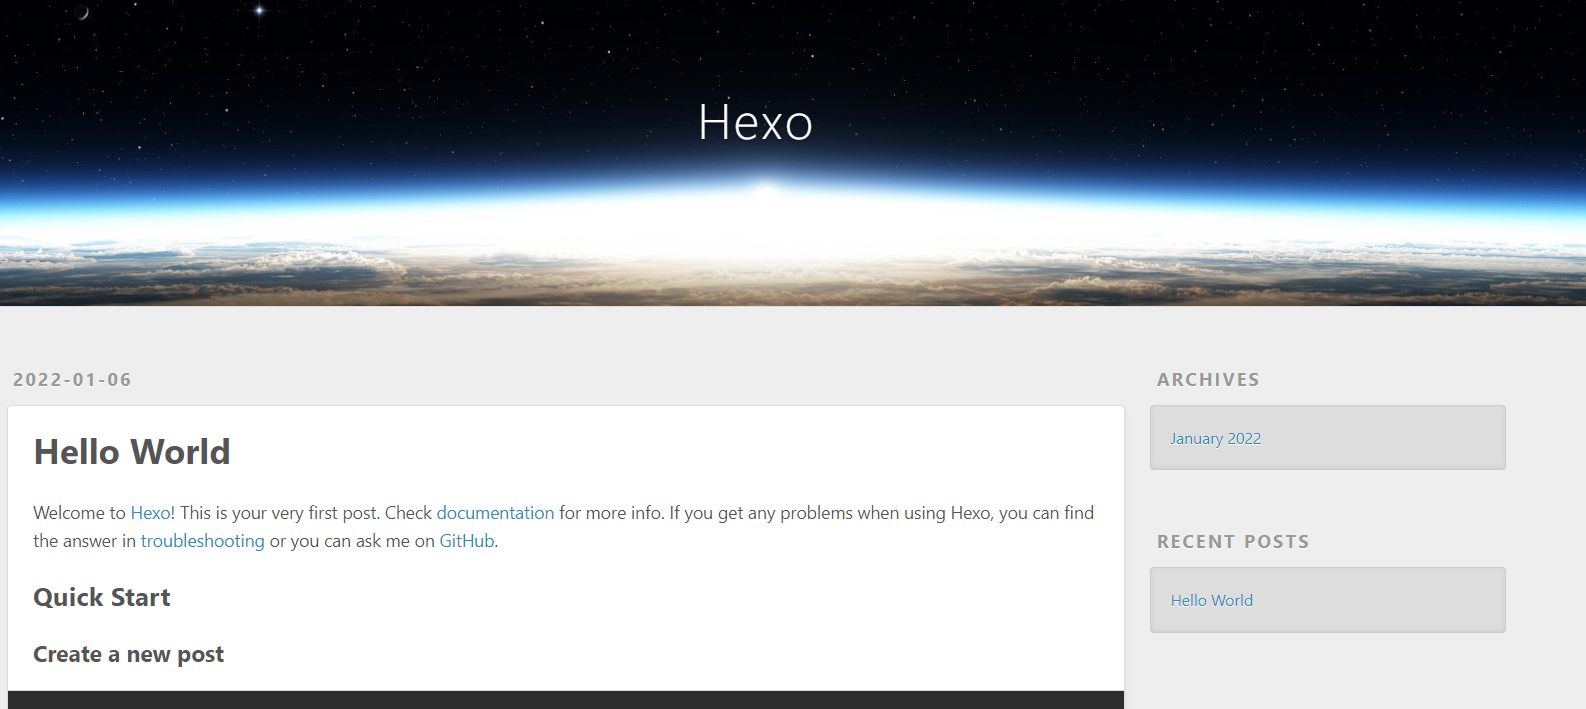 Hexo
2022-01-06
Hello World
Welcome to Hexo! This is your very first post. Check documentation for more info. If you get any problems when using Hexo, you can find
the answer in troubleshooting or you can ask me on GitHub.
Quick Start
Create a new post
ARCHIVES
January 2022
RECENT POSTS
Hello World